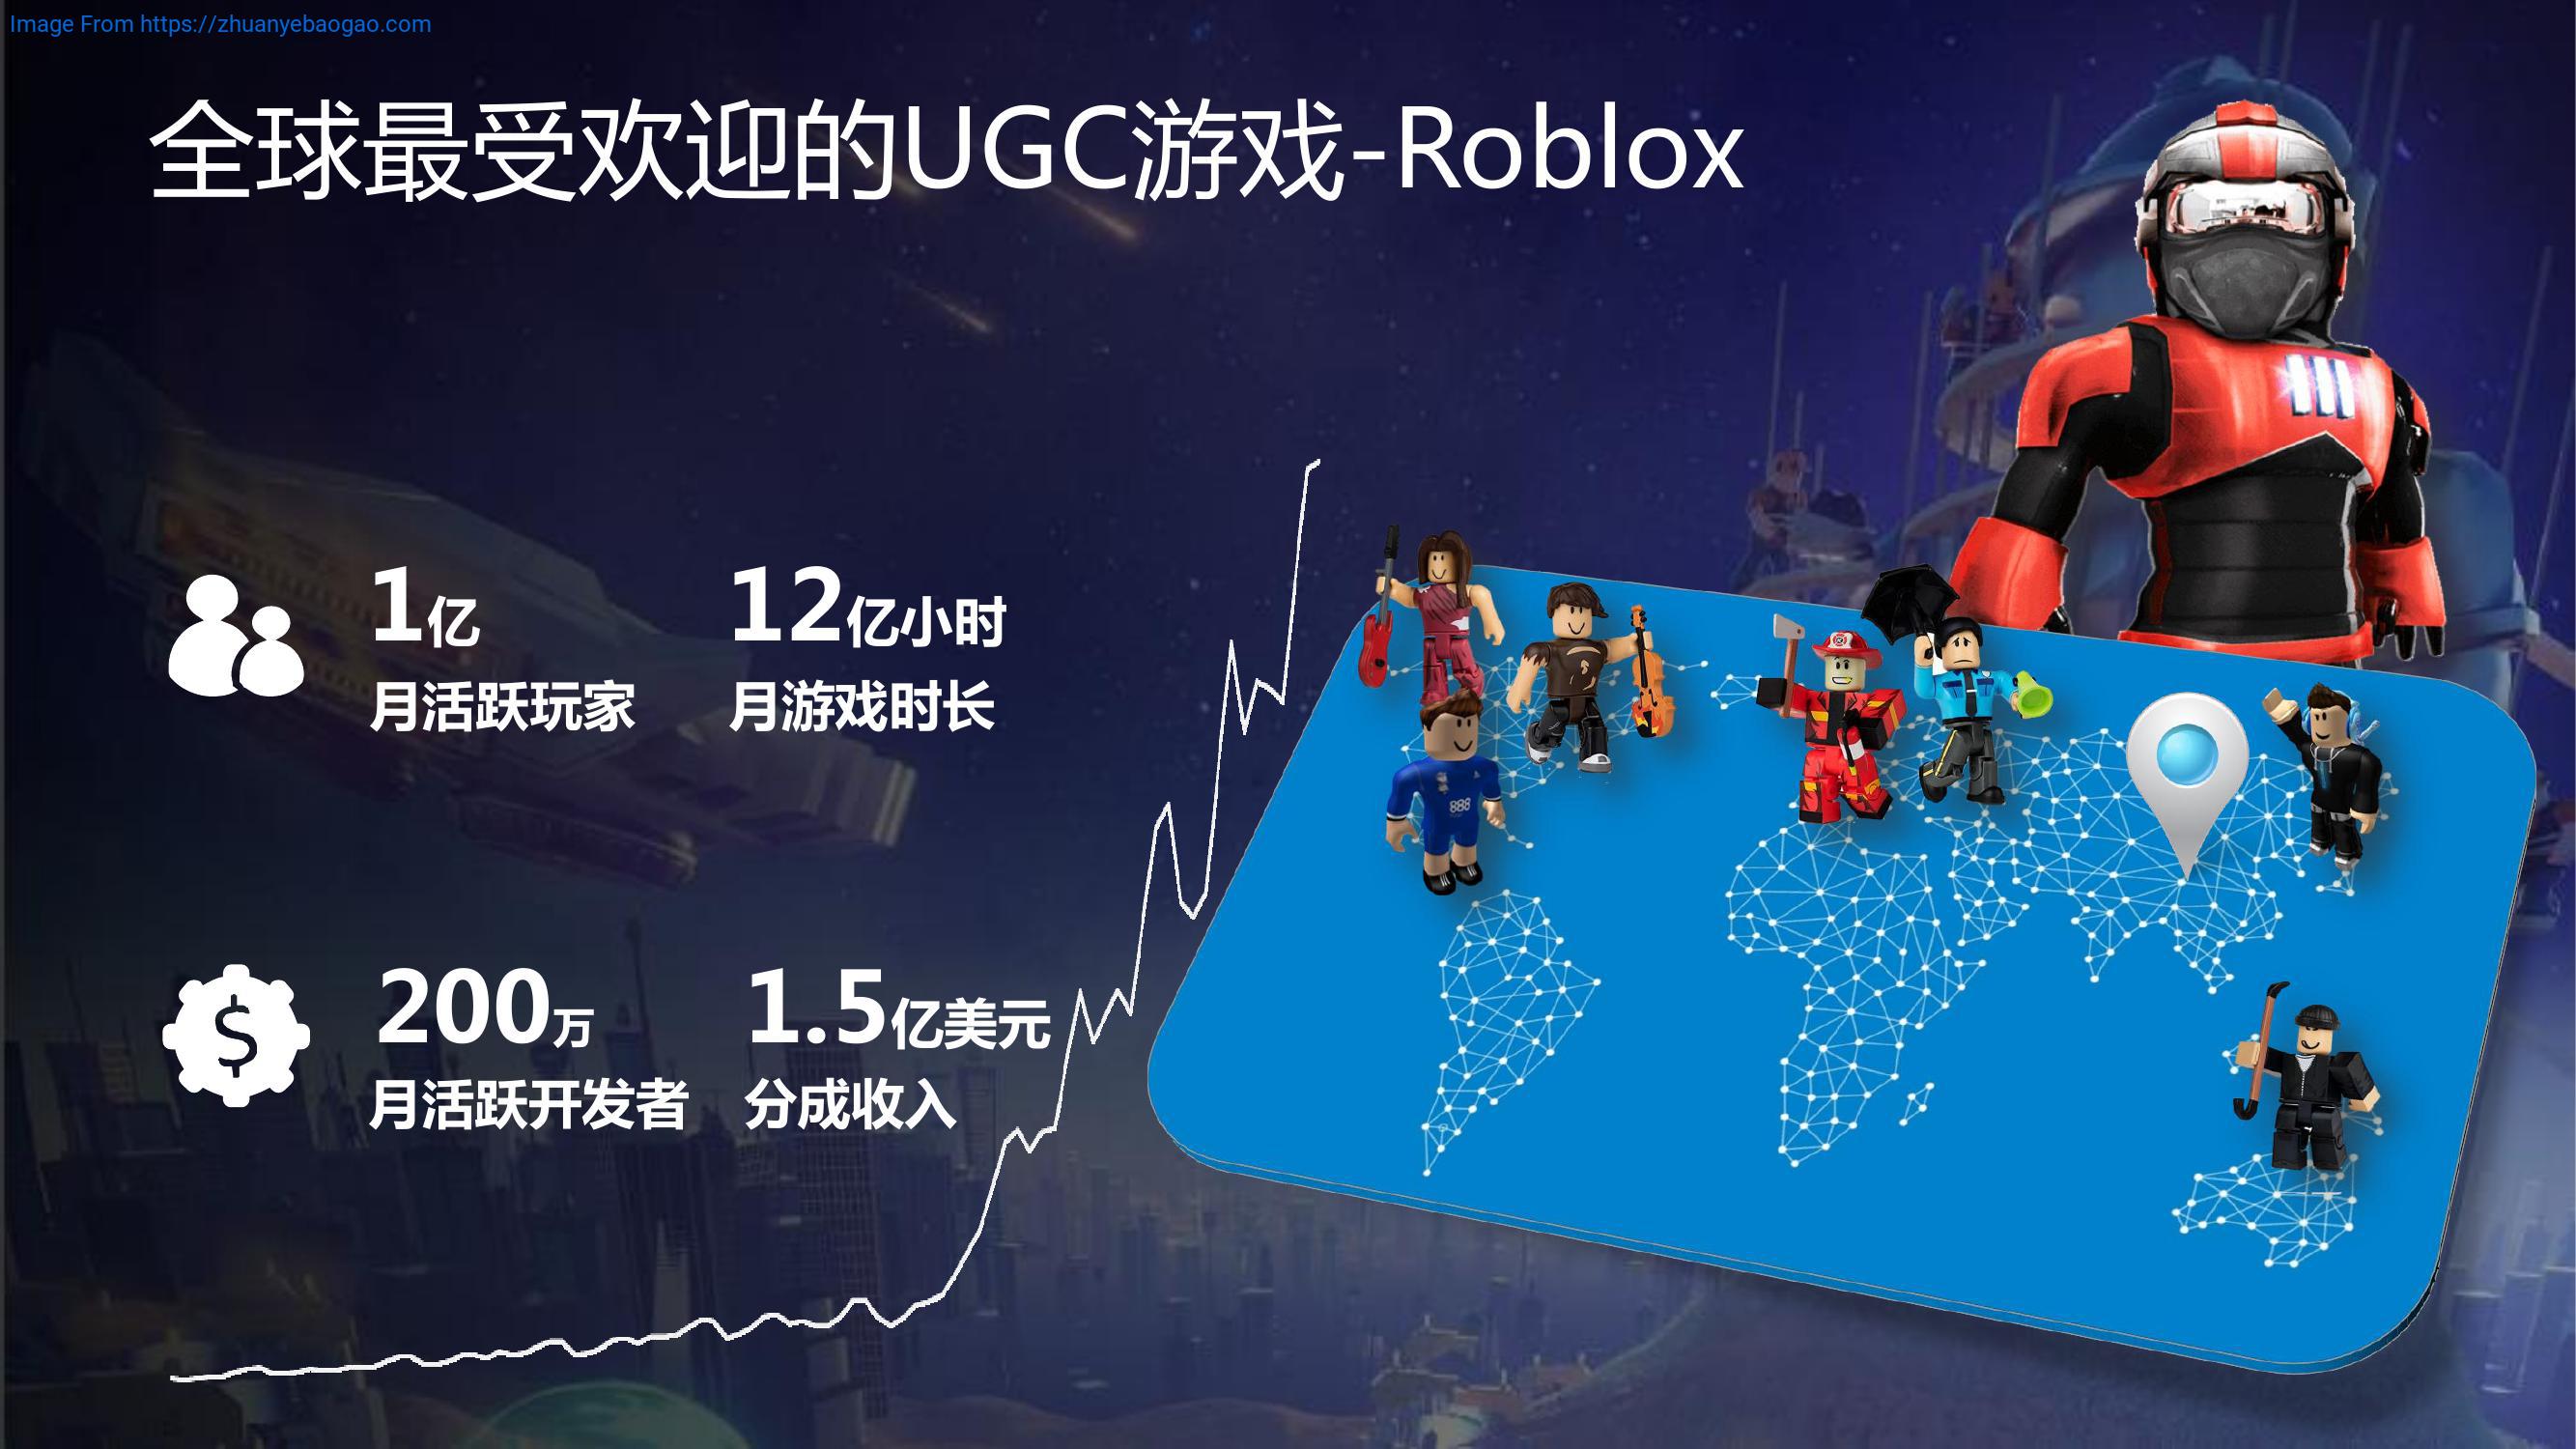 Image From https://zhuanyebaogao.com
全球最受欢迎的UGC游戏-Roblox
1亿
月活跃玩家
12亿小时
月游戏时长
200万
月活跃开发者
1.5亿美元
分成收入
888